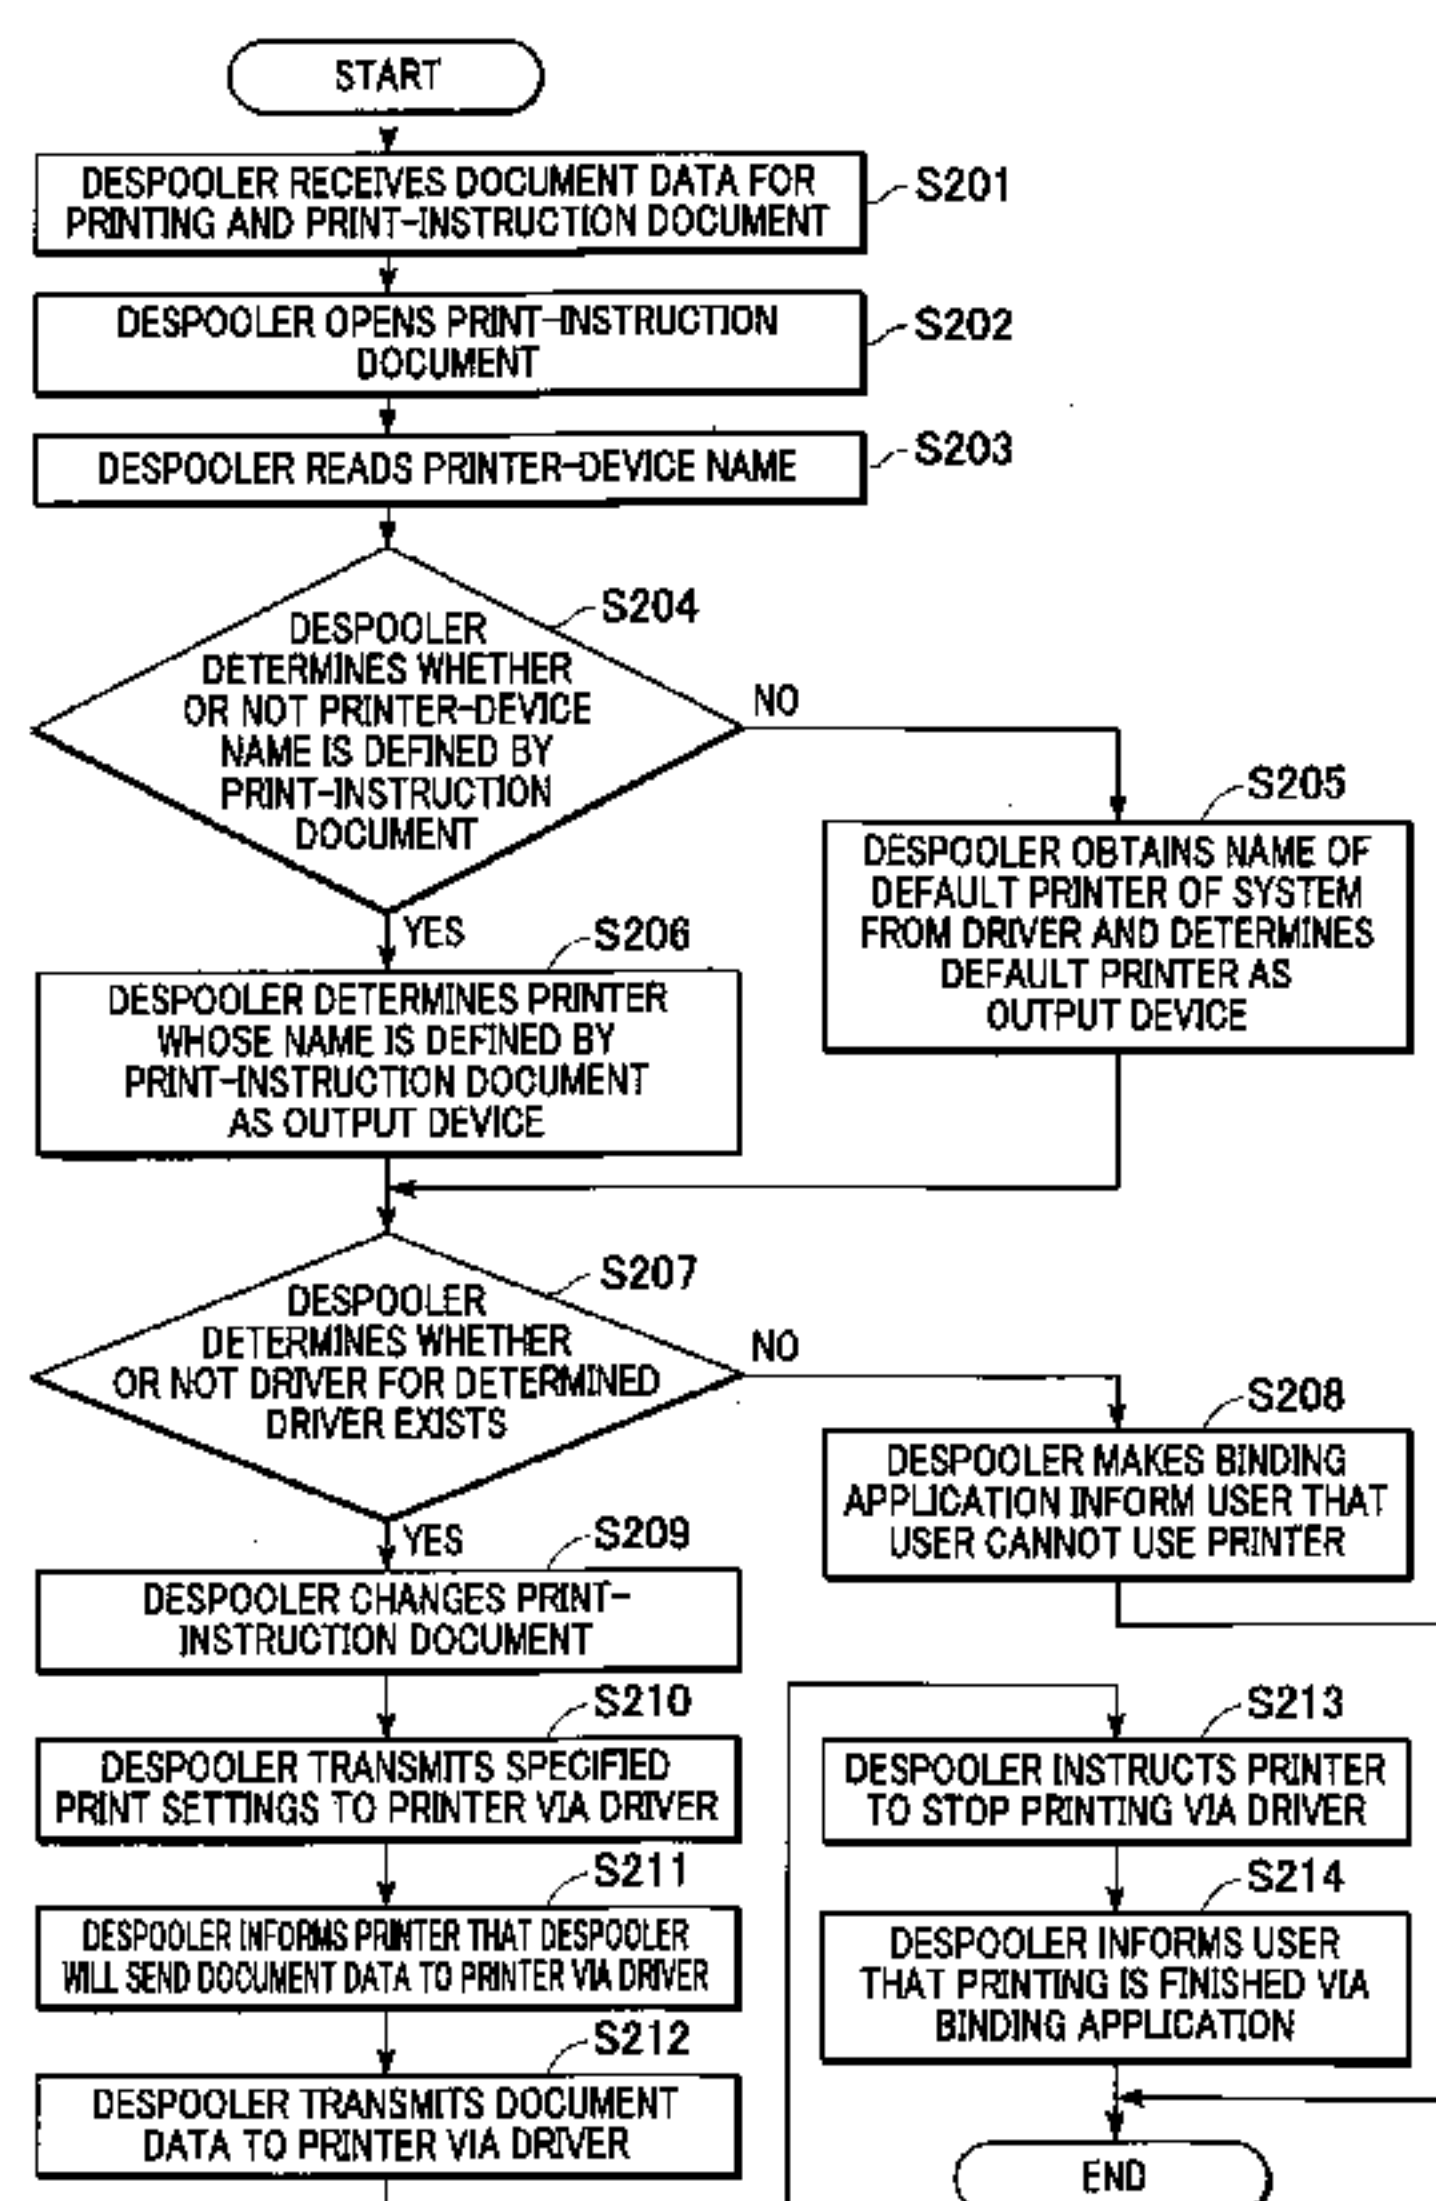 START
DESPOOLER RECEIVES DOCUMENT DATA FOR
PRINTING AND PRINT-INSTRUCTION DOCUMENT
S201
DESPOOLER OPENS PRINT-INSTRUCTION
DOCUMENT
S202
DESPOOLER READS PRINTER-DEVICE NAME
S203
S204
DESPOOLER
DETERMINES WHETHER
OR NOT PRINTER-DEVICE
NAME IS DEFINED BY
PRINT-INSTRUCTION
DOCUMENT
NO
YES
S205
DESPOOLER OBTAINS NAME OF
DEFAULT PRINTER OF SYSTEM
FROM DRIVER AND DETERMINES
DEFAULT PRINTER AS
OUTPUT DEVICE
S206
DESPOOLER DETERMINES PRINTER
WHOSE NAME IS DEFINED BY
PRINT-INSTRUCTION DOCUMENT
AS OUTPUT DEVICE
S207
DESPOOLER
DETERMINES WHETHER
OR NOT DRIVER FOR DETERMINED
DRIVER EXISTS
NO
YES
S208
DESPOOLER MAKES BINDING
APPLICATION INFORM USER THAT
USER CANNOT USE PRINTER
S209
DESPOOLER CHANGES PRINT-
INSTRUCTION DOCUMENT
S210
DESPOOLER TRANSMITS SPECIFIED
PRINT SETTINGS TO PRINTER VIA DRIVER
S211
DESPOOLER INFORMS PRINTER THAT DESPOOLER
WILL SEND DOCUMENT DATA TO PRINTER VIA DRIVER
S212
DESPOOLER TRANSMITS DOCUMENT
DATA TO PRINTER VIA DRIVER
S213
DESPOOLER INSTRUCTS PRINTER
TO STOP PRINTING VIA DRIVER
S214
DESPOOLER INFORMS USER
THAT PRINTING IS FINISHED VIA
BINDING APPLICATION
END